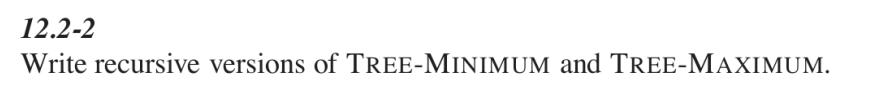 12.2-2
Write recursive versions of TREE-MINIMUM and TREE-MAXIMUM.